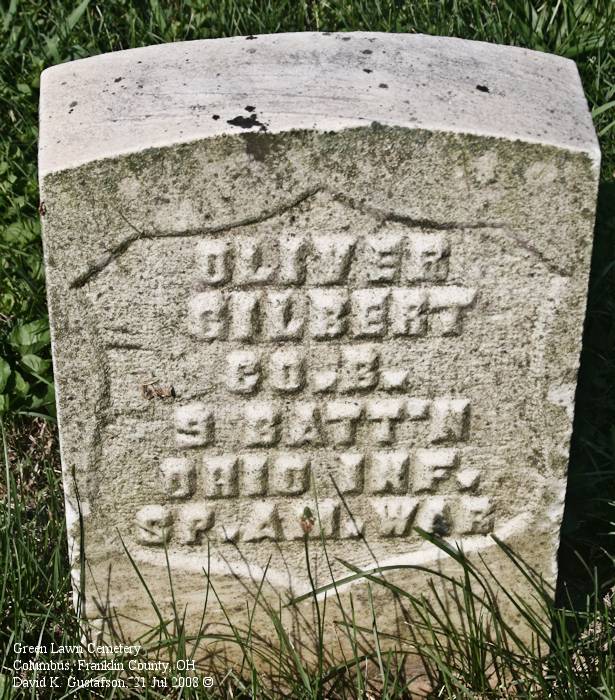 OLIVER
GILBERT
CO. E.
9 BATT'N
OHIO INF.
SP. AM. WAR
Green Lawn Cemetery
Columbus, Franklin County, OH
David K. Gustafson, 31 Jul 2008 ©